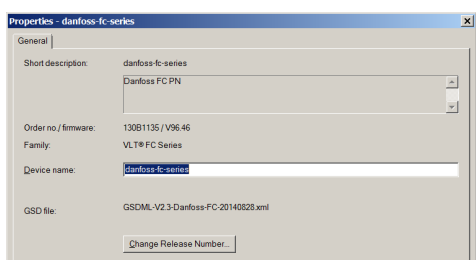 Properties - danfoss-fc-series
General
Short description: danfoss-fc-series
Danfoss FC PN
Order no./ firmware: 130B1135 / V96.46
Family: VLT® FC Series
Device name: danfoss-fc-series
GSD file: GSDML-V2.3-Danfoss-FC-20140828.xml
Change Release Number...